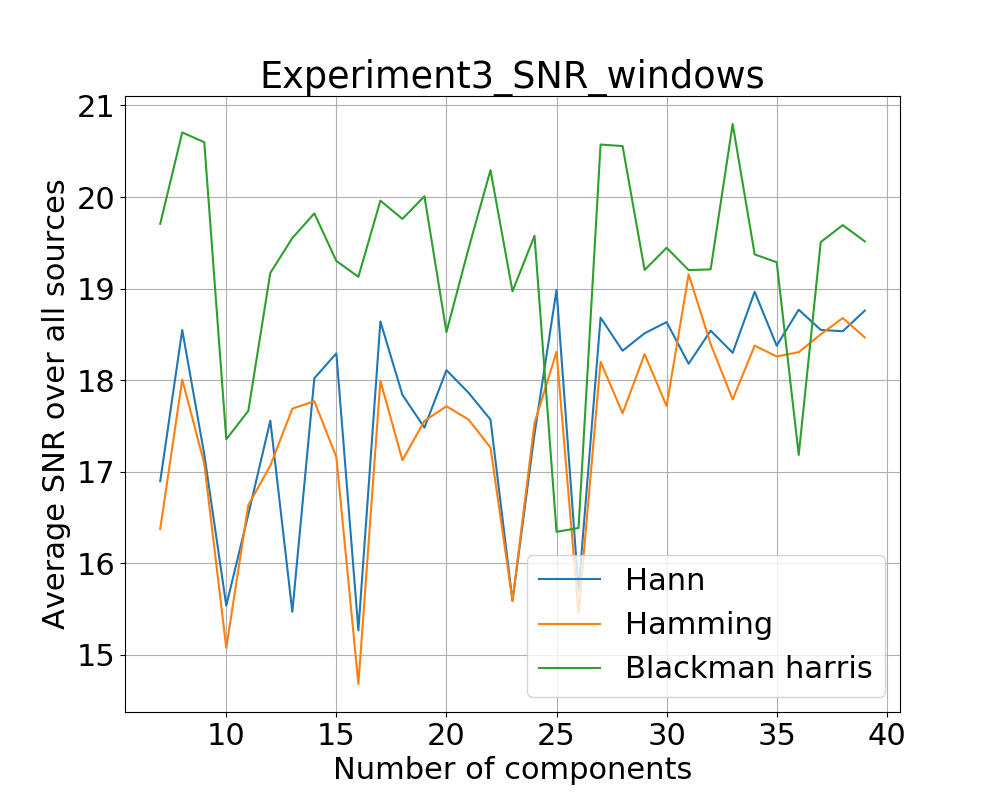 Experiment3_SNR_windows
Average SNR over all sources
21
20
19
18
17
16
15
Hann
Hamming
Blackman harris
10 15 20 25 30 35 40
Number of components